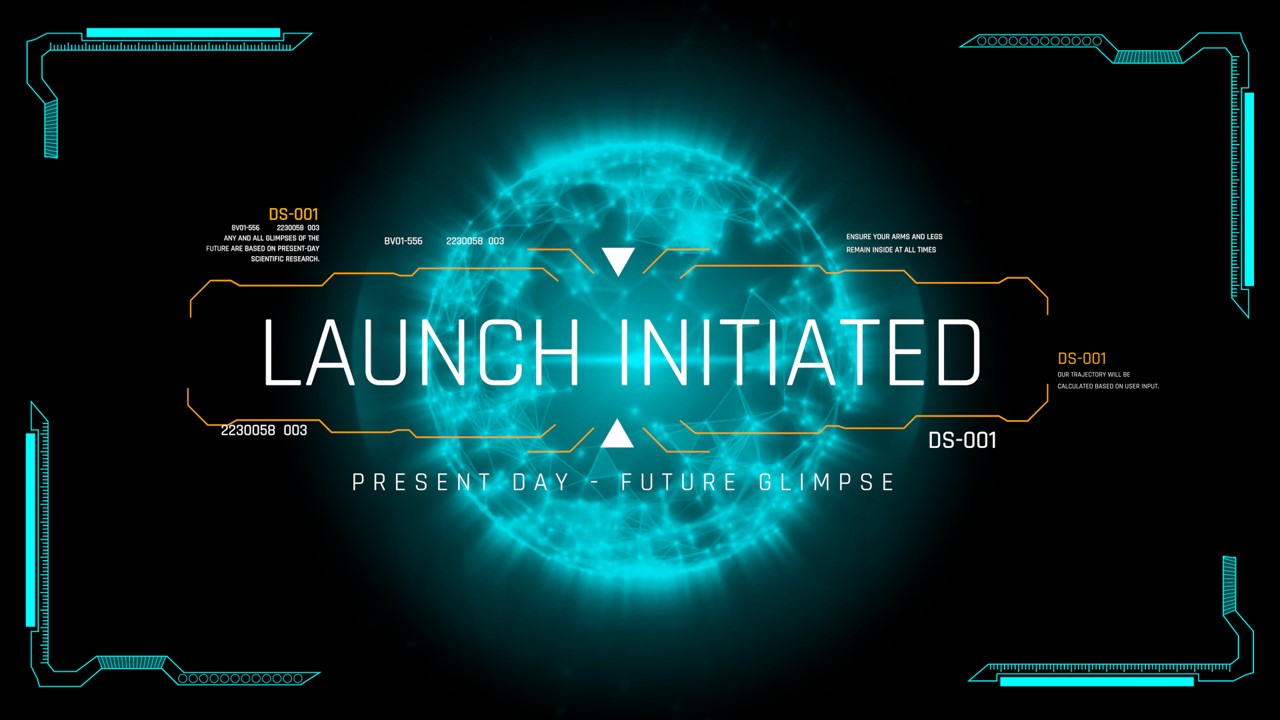 DS-001
BV01-556 2230058 003
ANY AND ALL GLIMPSES OF THE
FUTURE ARE BASED ON PRESENT-DAY
SCIENTIFIC RESEARCH.
BV01-556 2230058 003
ENSURE YOUR ARMS AND LEGS
REMAIN INSIDE AT ALL TIMES
LAUNCH INITIATED
DS-001
OUR TRAJECTORY WILL BE
CALCULATED BASED ON USER INPUT.
2230058 003
DS-001
PRESENT DAY - FUTURE GLIMPSE